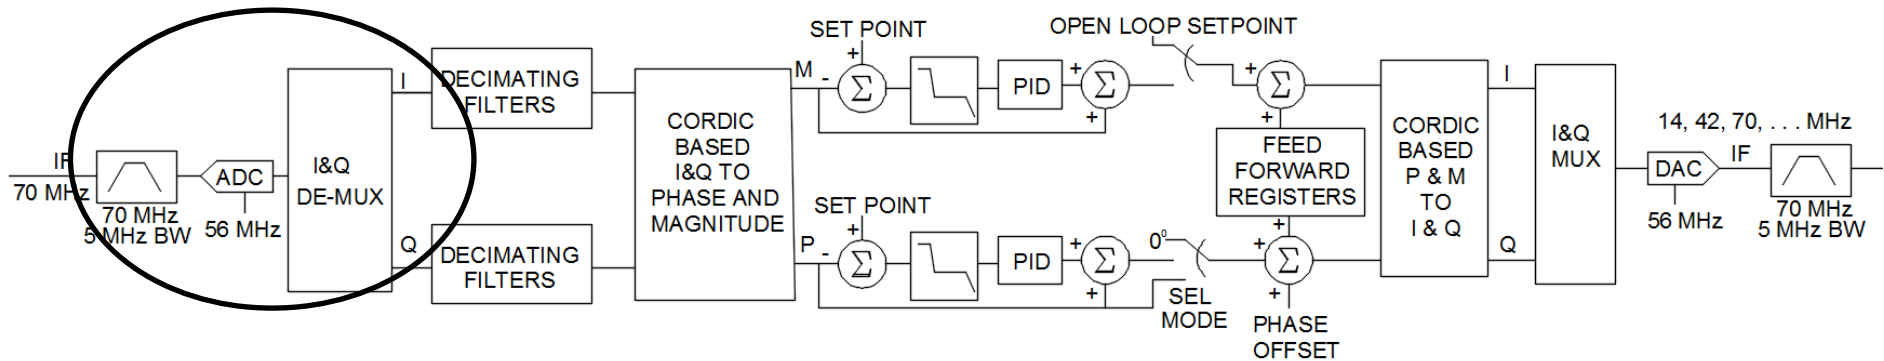 IF
70 MHz
70 MHz
5 MHz BW
ADC
56 MHz
I&Q
DE-MUX
I
Q
DECIMATING
FILTERS
DECIMATING
FILTERS
CORDIC
BASED
I&Q TO
PHASE AND
MAGNITUDE
M
P
SET POINT
+
-
Σ
PID
+
Σ
+
SET POINT
+
-
Σ
PID
+
Σ
+
OPEN LOOP SETPOINT
0⁰
SEL
MODE
+
Σ
+
FEED
FORWARD
REGISTERS
+
+
Σ
+
PHASE
OFFSET
CORDIC
BASED
P & M
TO
I & Q
I
Q
I&Q
MUX
14, 42, 70, . . . MHz
DAC
IF
56 MHz
70 MHz
5 MHz BW